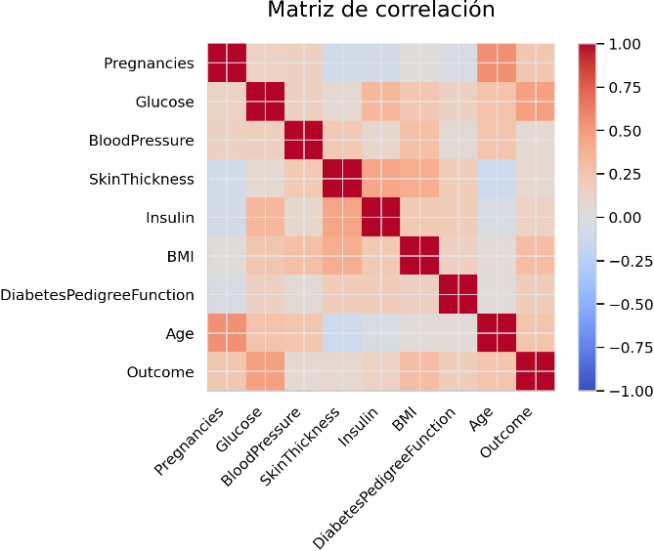 Matriz de correlación
Pregnancies
Glucose
BloodPressure
SkinThickness
Insulin
BMI
DiabetesPedigreeFunction
Age
Outcome
1.00
0.75
0.50
0.25
0.00
−0.25
−0.50
−0.75
−1.00
Pregnancies
Glucose
BloodPressure
SkinThickness
Insulin
BMI
DiabetesPedigreeFunction
Age
Outcome